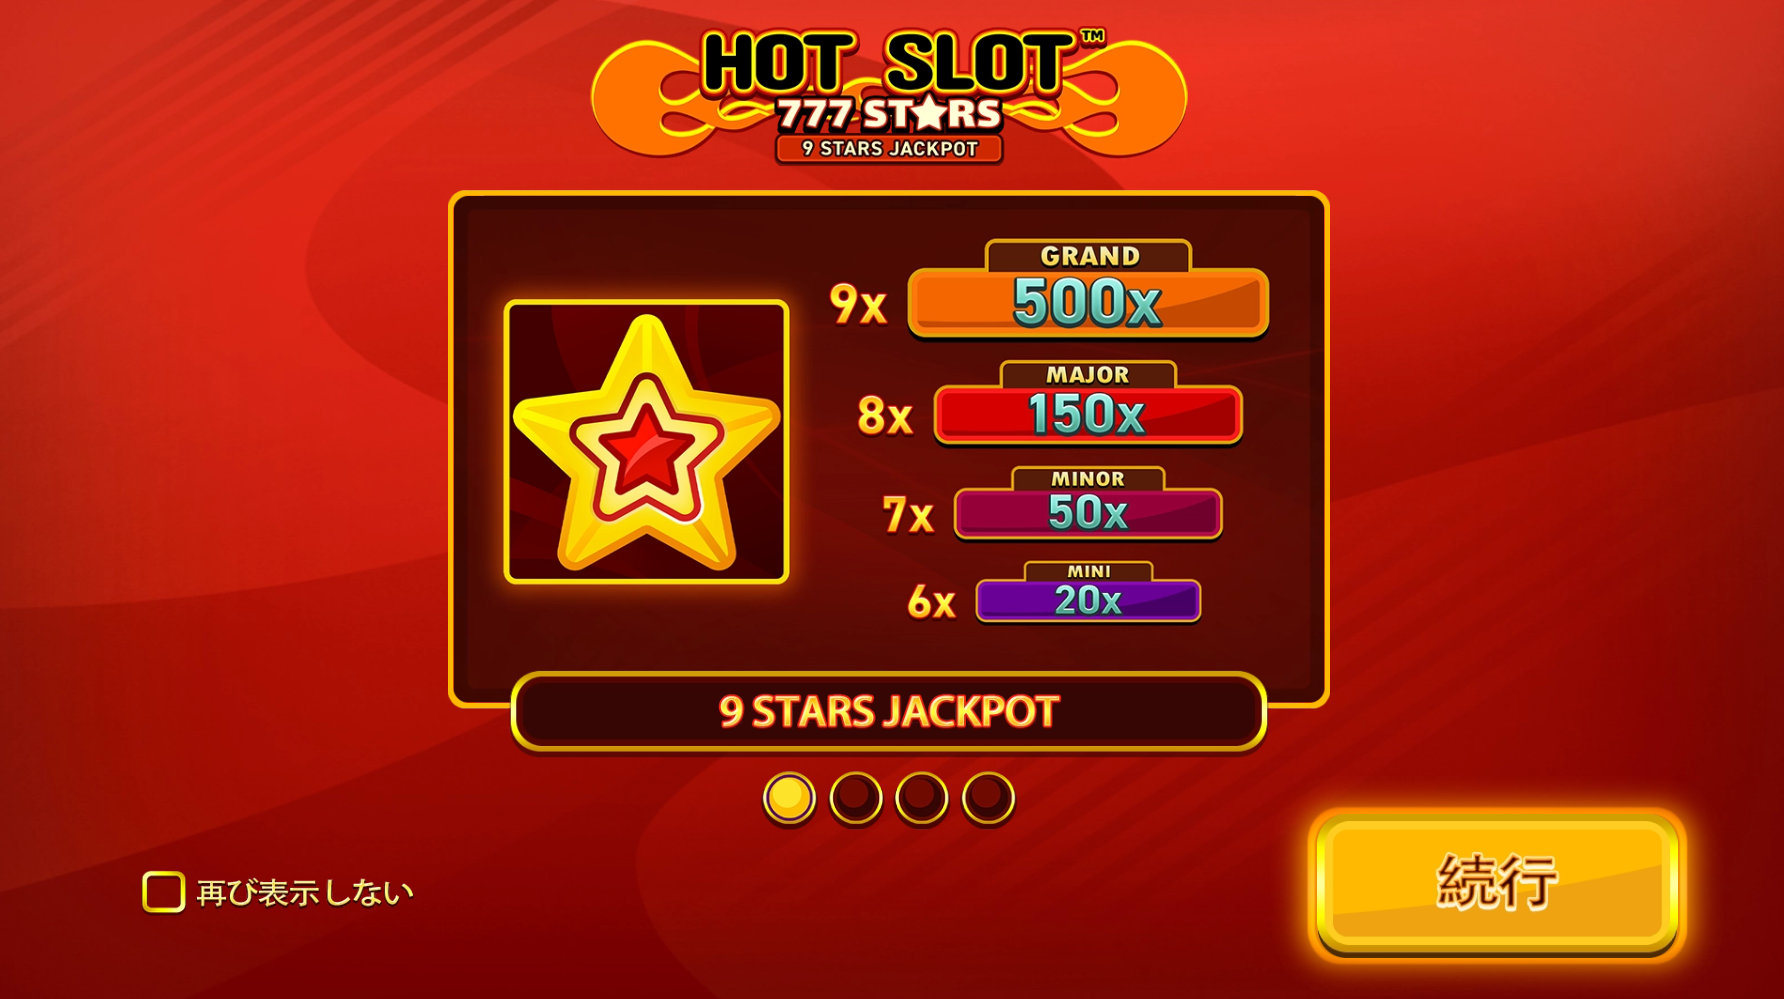 HOT SLOT™
777 STARS
9 STARS JACKPOT
GRAND
9x 500x
MAJOR
8x 150x
MINOR
7x 50x
MINI
6x 20x
9 STARS JACKPOT
再び表示しない
続行